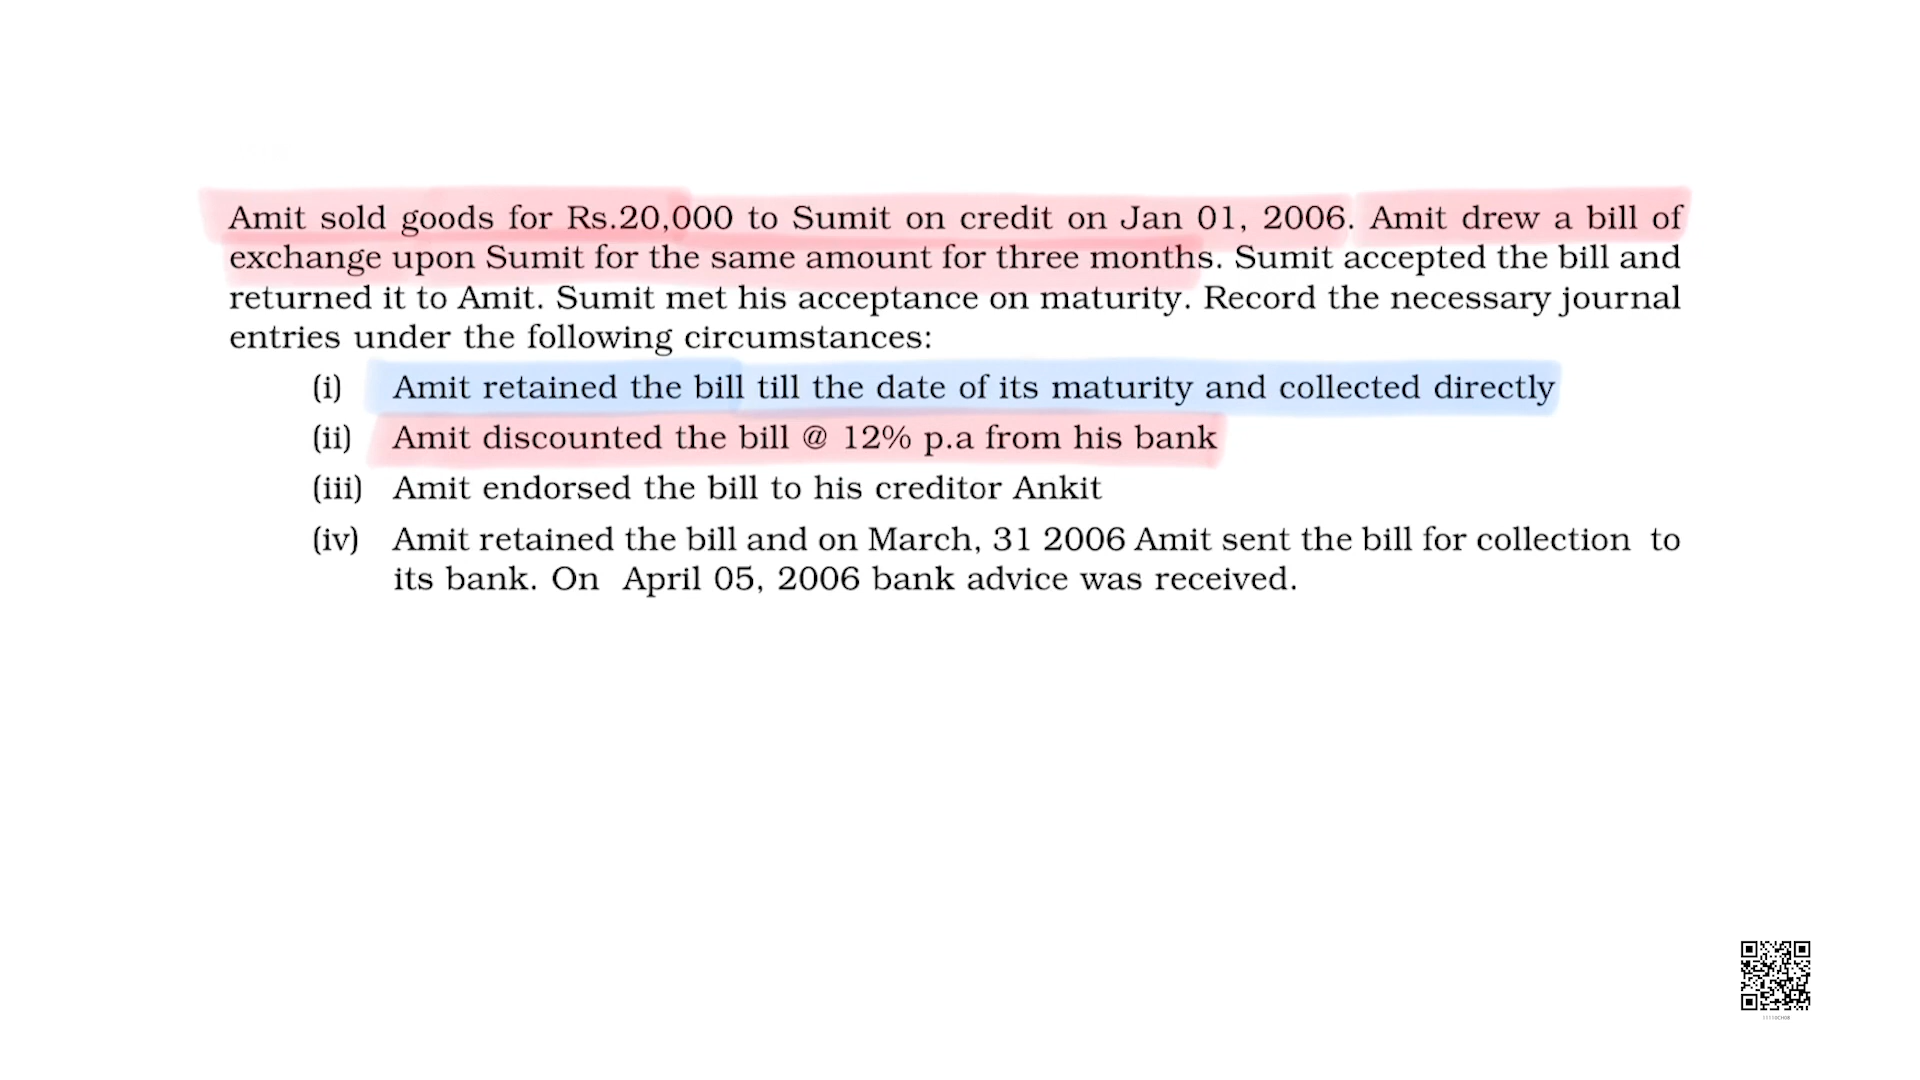 Amit sold goods for Rs.20,000 to Sumit on credit on Jan 01, 2006. Amit drew a bill of
exchange upon Sumit for the same amount for three months. Sumit accepted the bill and
returned it to Amit. Sumit met his acceptance on maturity. Record the necessary journal
entries under the following circumstances:
(i) Amit retained the bill till the date of its maturity and collected directly
(ii) Amit discounted the bill @ 12% p.a from his bank
(iii) Amit endorsed the bill to his creditor Ankit
(iv) Amit retained the bill and on March, 31 2006 Amit sent the bill for collection to
its bank. On April 05, 2006 bank advice was received.